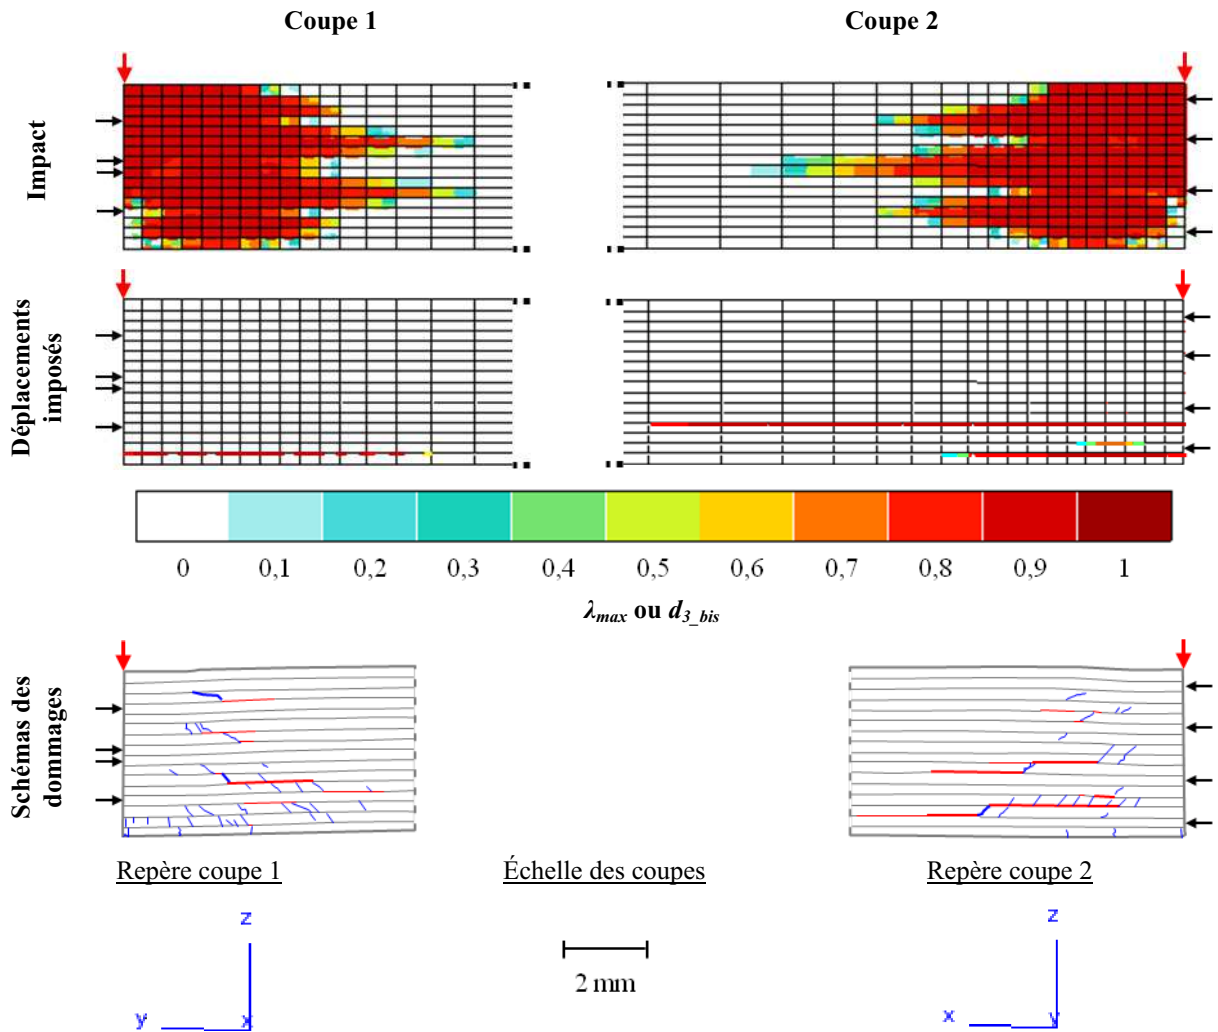 Coupe 1
Coupe 2
Impact
Déplacements
imposés
0 0,1 0,2 0,3 0,4 0,5 0,6 0,7 0,8 0,9 1
λmax ou d3_bis
Schémas des
dommages
Repère coupe 1
Échelle des coupes
Repère coupe 2
z
y
x
2 mm
z
x
y